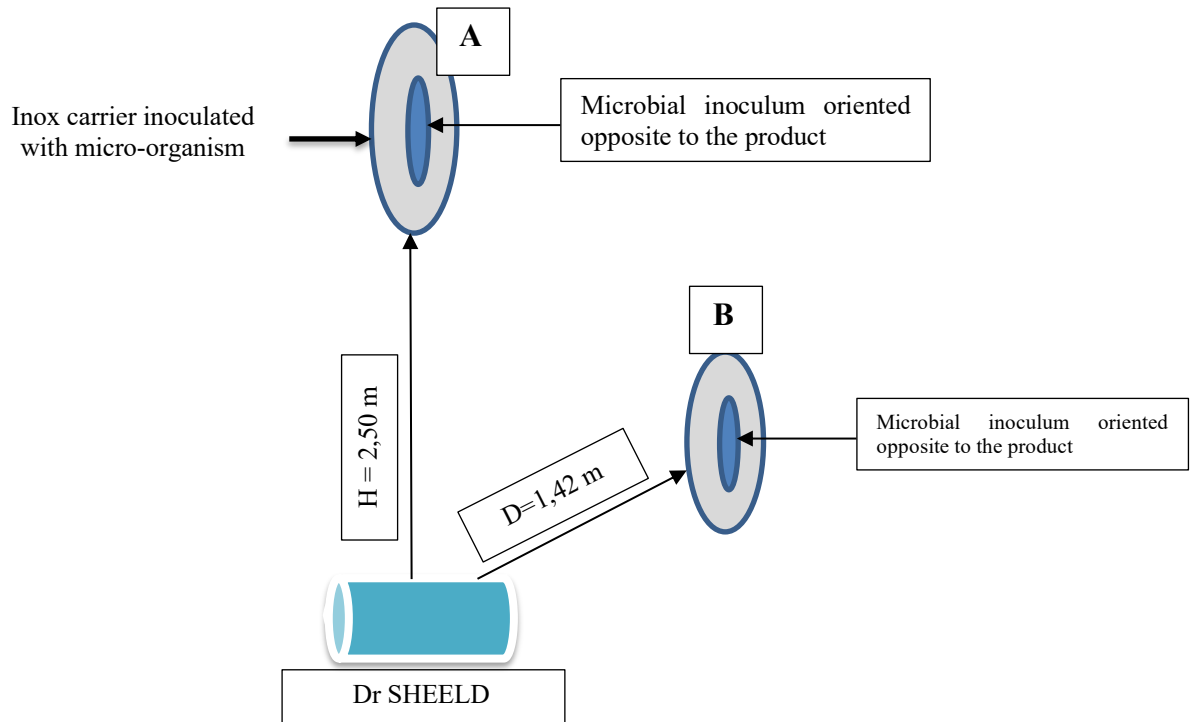 A
Inox carrier inoculated
with micro-organism
Microbial inoculum oriented
opposite to the product
B
H = 2,50 m
D=1,42 m
Microbial inoculum oriented
opposite to the product
Dr SHEELD